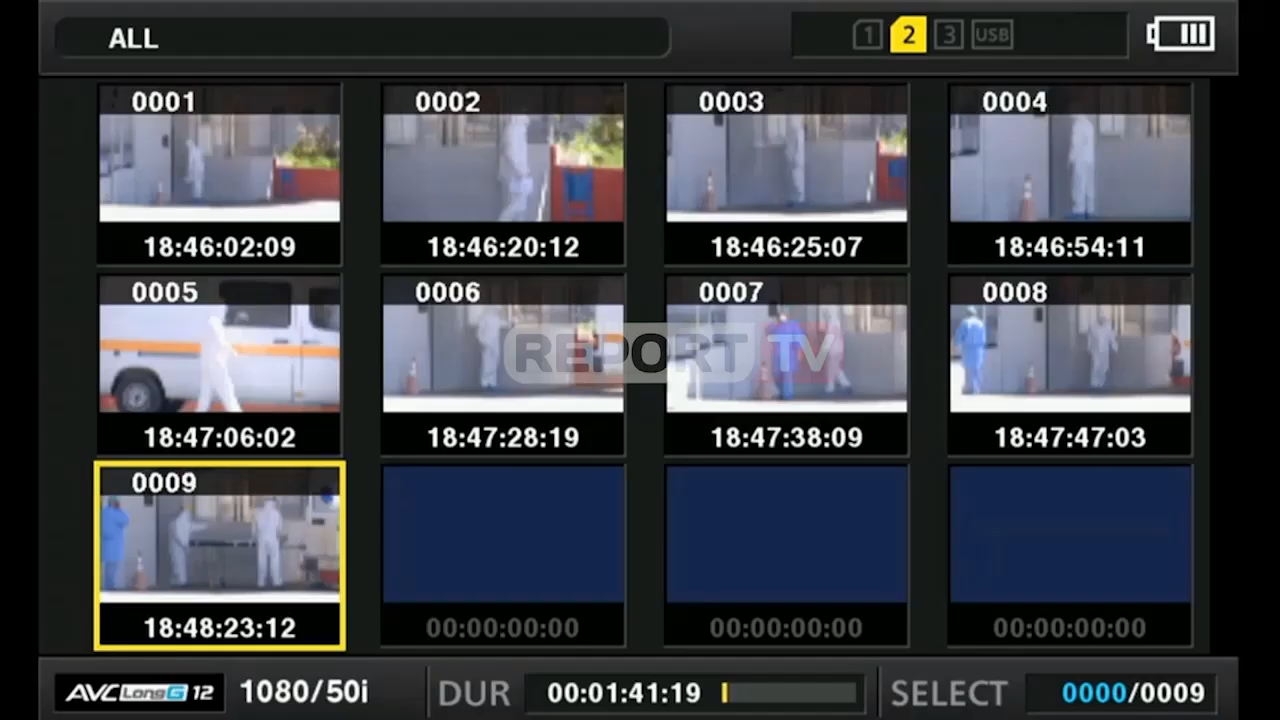 ALL
1 2 3 USB
0001 0002 0003 0004
18:46:02:09 18:46:20:12 18:46:25:07 18:46:54:11
0005 0006 0007 0008
REPORT TV
18:47:06:02 18:47:28:19 18:47:38:09 18:47:47:03
0009
18:48:23:12 00:00:00:00 00:00:00:00 00:00:00:00
AVC LongG 12 1080/50i DUR 00:01:41:19 SELECT 0000/0009